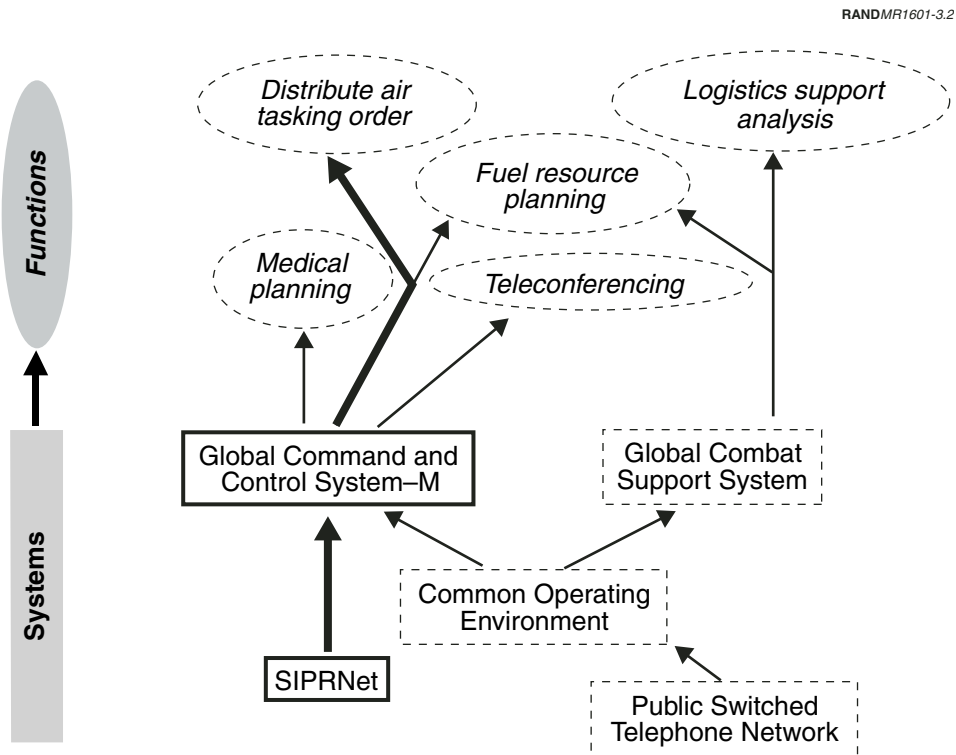 RANDMR1601-3.2
Distribute air
tasking order
Logistics support
analysis
Fuel resource
planning
Functions
Medical
planning
Teleconferencing
Global Command and
Control System–M
Global Combat
Support System
Systems
Common Operating
Environment
SIPRNet
Public Switched
Telephone Network